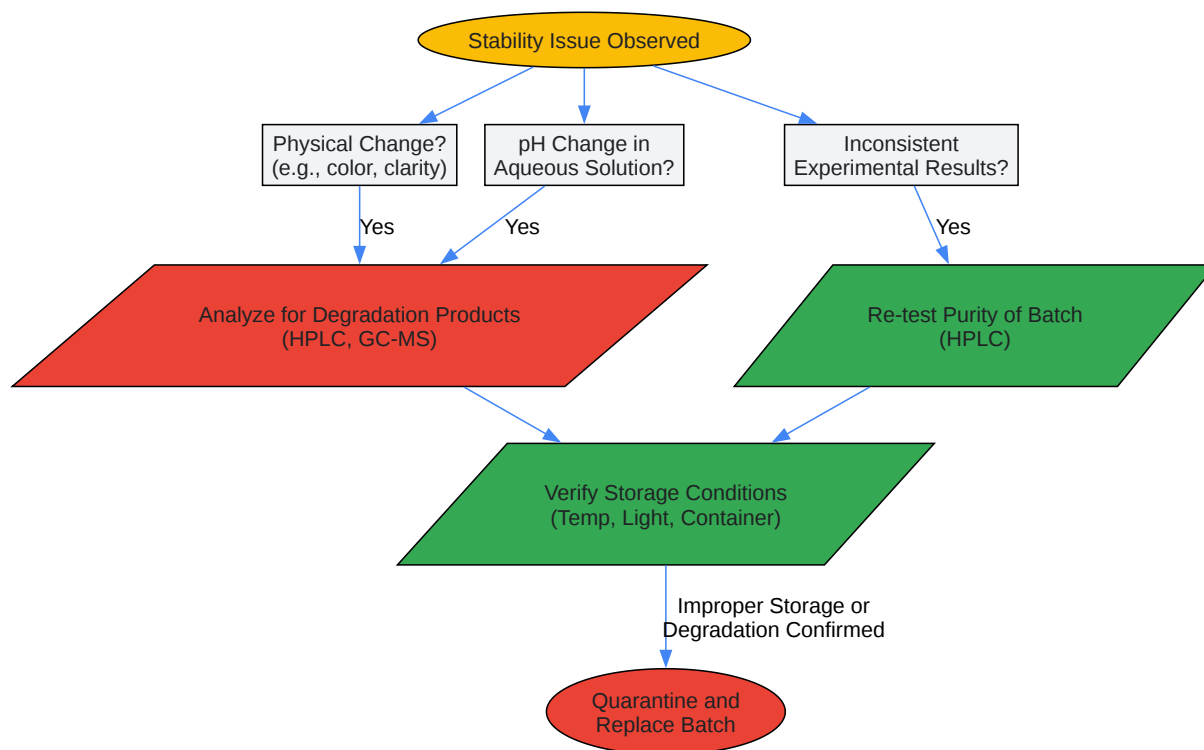 Stability Issue Observed
Physical Change?
(e.g., color, clarity)
pH Change in
Aqueous Solution?
Inconsistent
Experimental Results?
Yes
Yes
Yes
Analyze for Degradation Products
(HPLC, GC-MS)
Re-test Purity of Batch
(HPLC)
Verify Storage Conditions
(Temp, Light, Container)
Improper Storage or
Degradation Confirmed
Quarantine and
Replace Batch